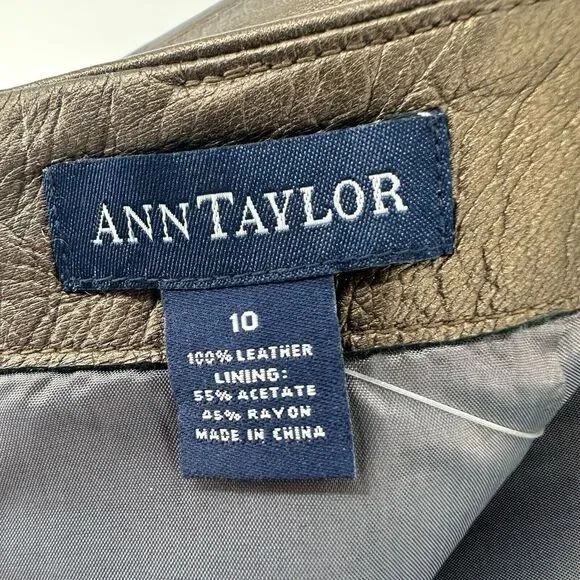 ANN TAYLOR
10
100% LEATHER
LINING:
55% ACETATE
45% RAYON
MADE IN CHINA